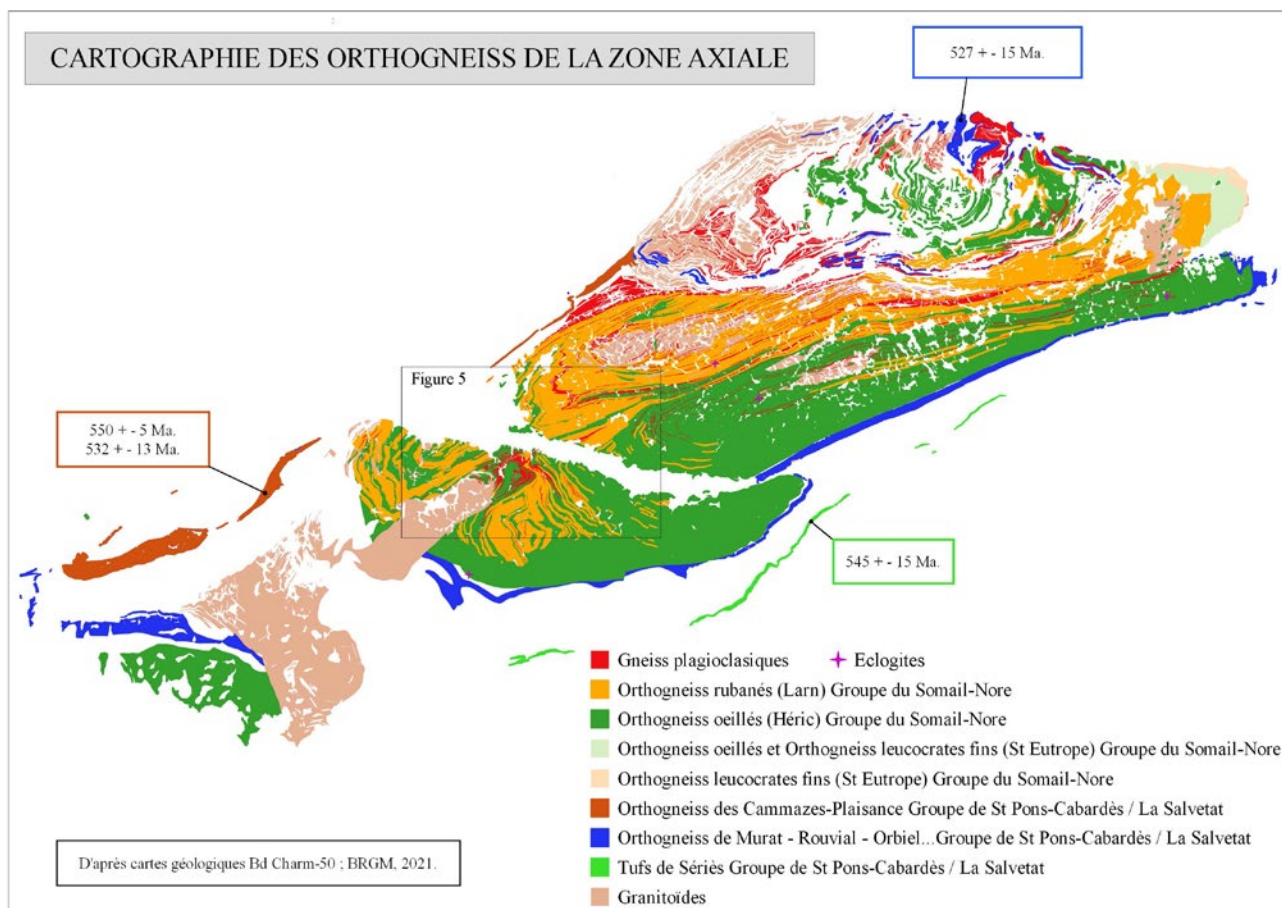 CARTOGRAPHIE DES ORTHOGNEISS DE LA ZONE AXIALE
527 + - 15 Ma.
Figure 5
550 + - 5 Ma.
532 + - 13 Ma.
545 + - 15 Ma.
Gneiss plagioclasiques
Eclogites
Orthogneiss rubanés (Larn) Groupe du Somail-Nore
Orthogneiss oeillés (Héric) Groupe du Somail-Nore
Orthogneiss oeillés et Orthogneiss leucocrates fins (St Eutrope) Groupe du Somail-Nore
Orthogneiss leucocrates fins (St Eutrope) Groupe du Somail-Nore
Orthogneiss des Cammazes-Plaisance Groupe de St Pons-Cabardès / La Salvetat
Orthogneiss de Murat - Rouvial - Orbiel...Groupe de St Pons-Cabardès / La Salvetat
Tufs de Sériès Groupe de St Pons-Cabardès / La Salvetat
Granitoïdes
D'après cartes géologiques Bd Charm-50 ; BRGM, 2021.